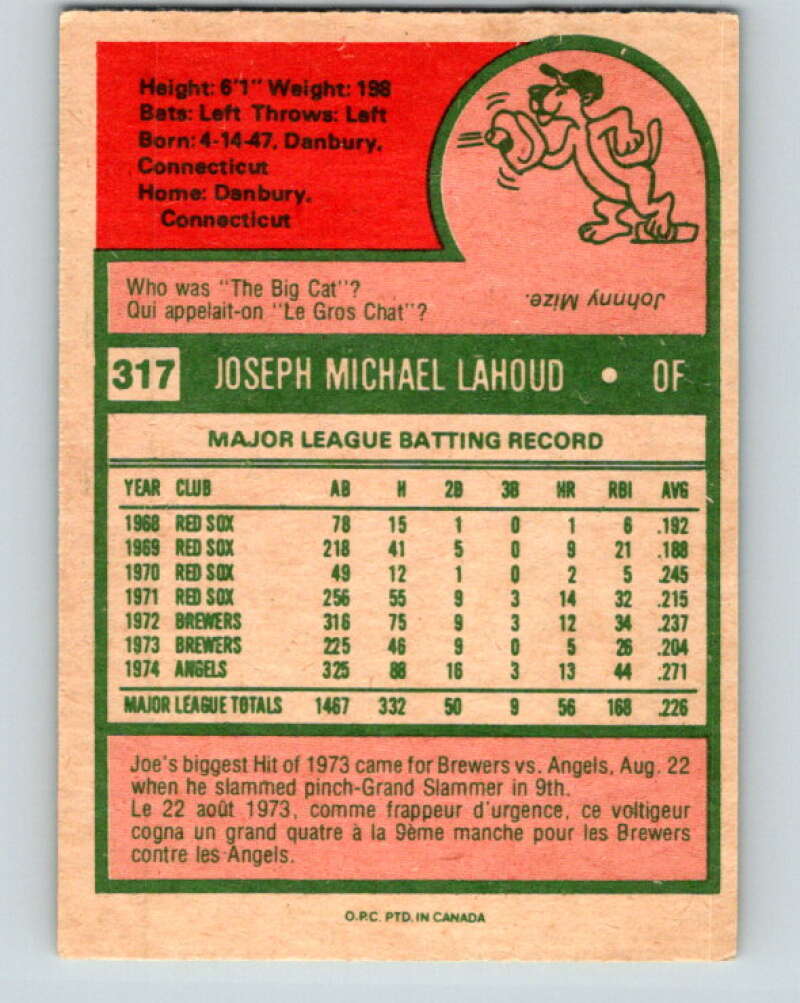 Height: 6'1" Weight: 198
Bats: Left Throws: Left
Born: 4-14-47, Danbury,
Connecticut
Home: Danbury,
Connecticut
Who was "The Big Cat"?
Qui appelait-on "Le Gros Chat"?
Johnny Mize.
317 JOSEPH MICHAEL LAHOUD • OF
MAJOR LEAGUE BATTING RECORD
YEAR CLUB AB H 2B 3B HR RBI AVG
1968 RED SOX 78 15 1 0 1 6 .192
1969 RED SOX 218 41 5 0 9 21 .188
1970 RED SOX 49 12 1 0 2 5 .245
1971 RED SOX 256 55 9 3 14 32 .215
1972 BREWERS 316 75 9 3 12 34 .237
1973 BREWERS 225 46 9 0 5 26 .204
1974 ANGELS 325 88 16 3 13 44 .271
MAJOR LEAGUE TOTALS 1467 332 50 9 56 168 .226
Joe's biggest Hit of 1973 came for Brewers vs. Angels, Aug. 22
when he slammed pinch-Grand Slammer in 9th.
Le 22 août 1973, comme frappeur d'urgence, ce voltigeur
cogna un grand quatre à la 9ème manche pour les Brewers
contre les Angels.
O.P.C. PTD. IN CANADA